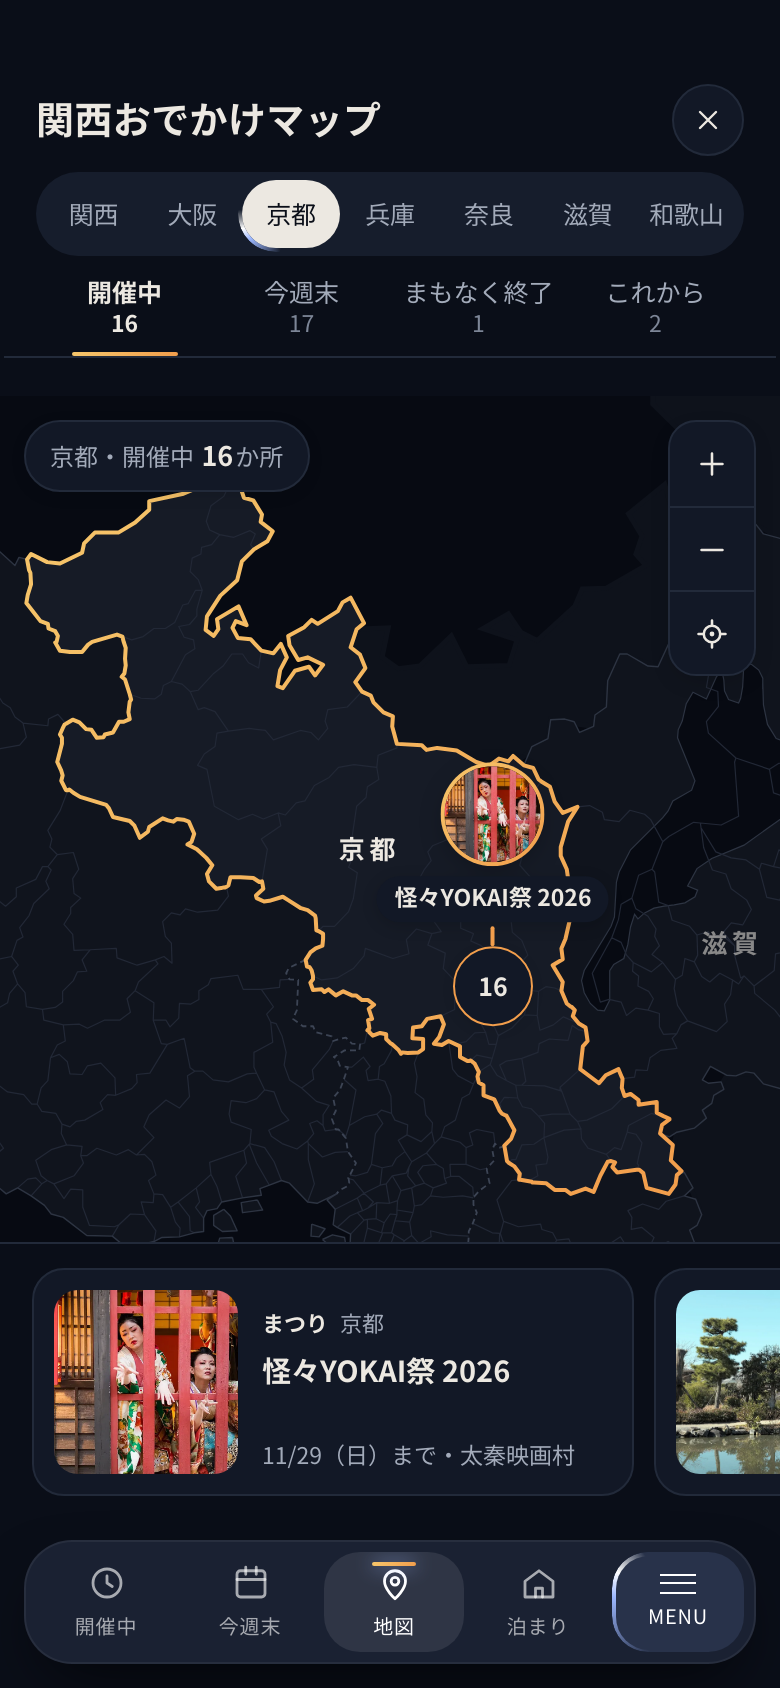 関西おでかけマップ
関西 大阪 京都 兵庫 奈良 滋賀 和歌山
開催中 今週末 まもなく終了 これから
16 17 1 2
京都・開催中 16か所
京都
怪々YOKAI祭 2026
滋賀
16
まつり 京都
怪々YOKAI祭 2026
11/29（日）まで・太秦映画村
開催中 今週末 地図 泊まり MENU